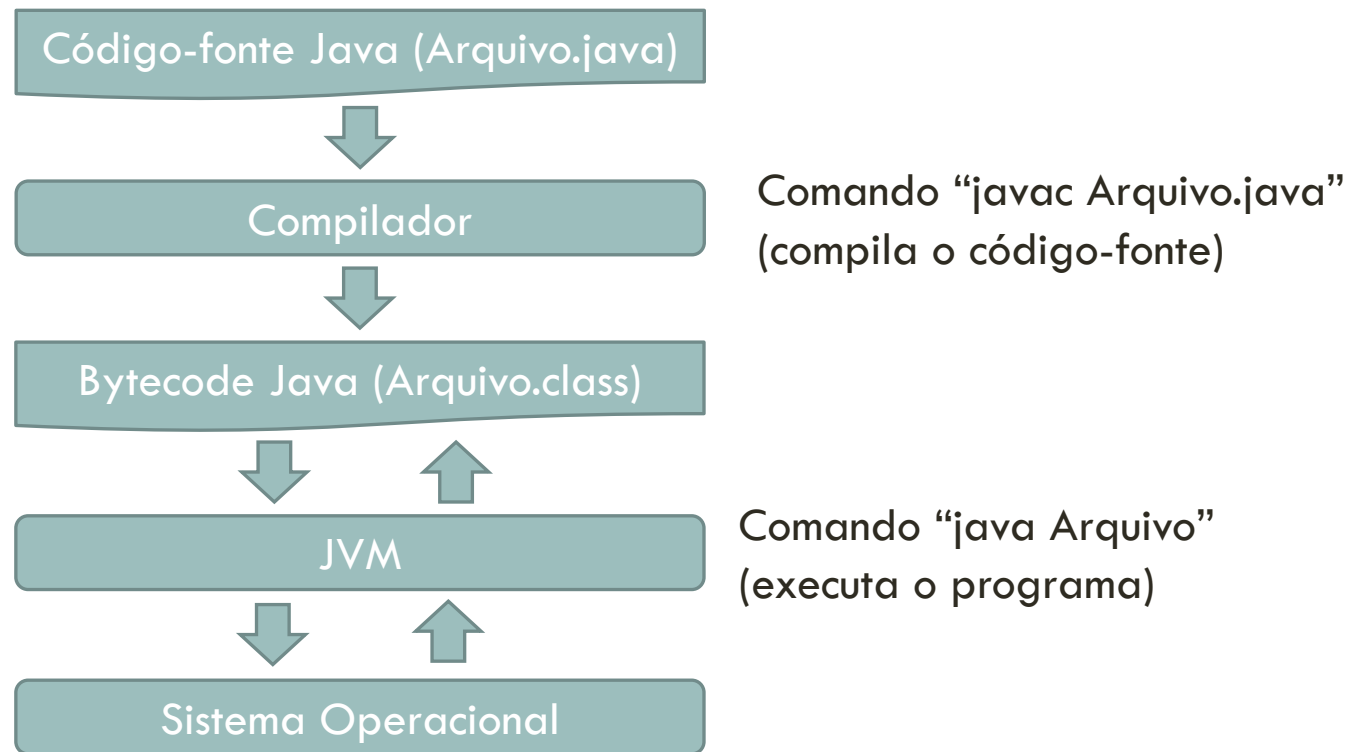 Código-fonte Java (Arquivo.java)
Compilador
Comando “javac Arquivo.java”
(compila o código-fonte)
Bytecode Java (Arquivo.class)
JVM
Comando “java Arquivo”
(executa o programa)
Sistema Operacional